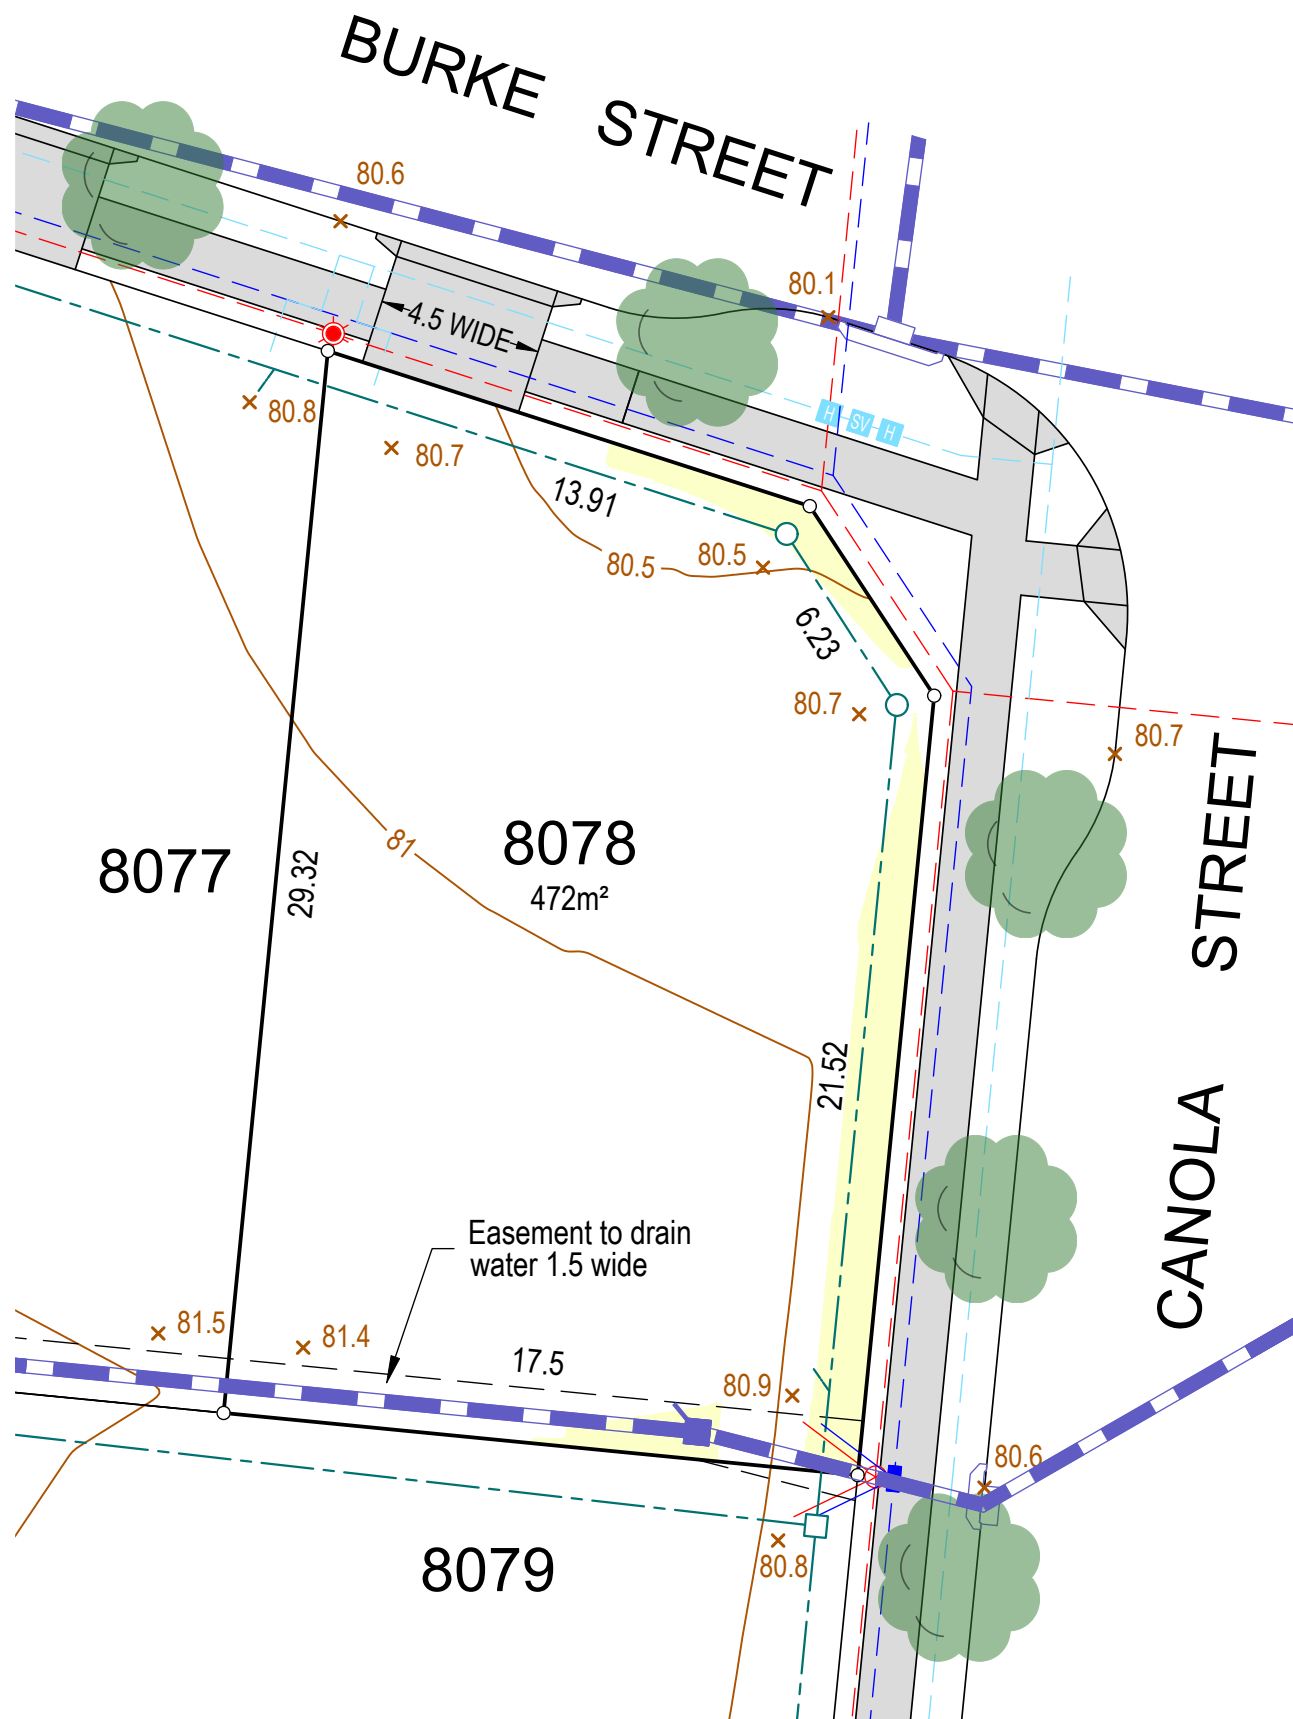 BURKE STREET
80.6
80.1
4.5 WIDE
H SV H
80.8
80.7
13.91
80.5
80.5
6.23
80.7
80.7
STREET
81
8078
472m²
8077
29.32
21.52
CANOLA
Easement to drain
water 1.5 wide
81.5
81.4
17.5
80.9
80.6
8079
80.8